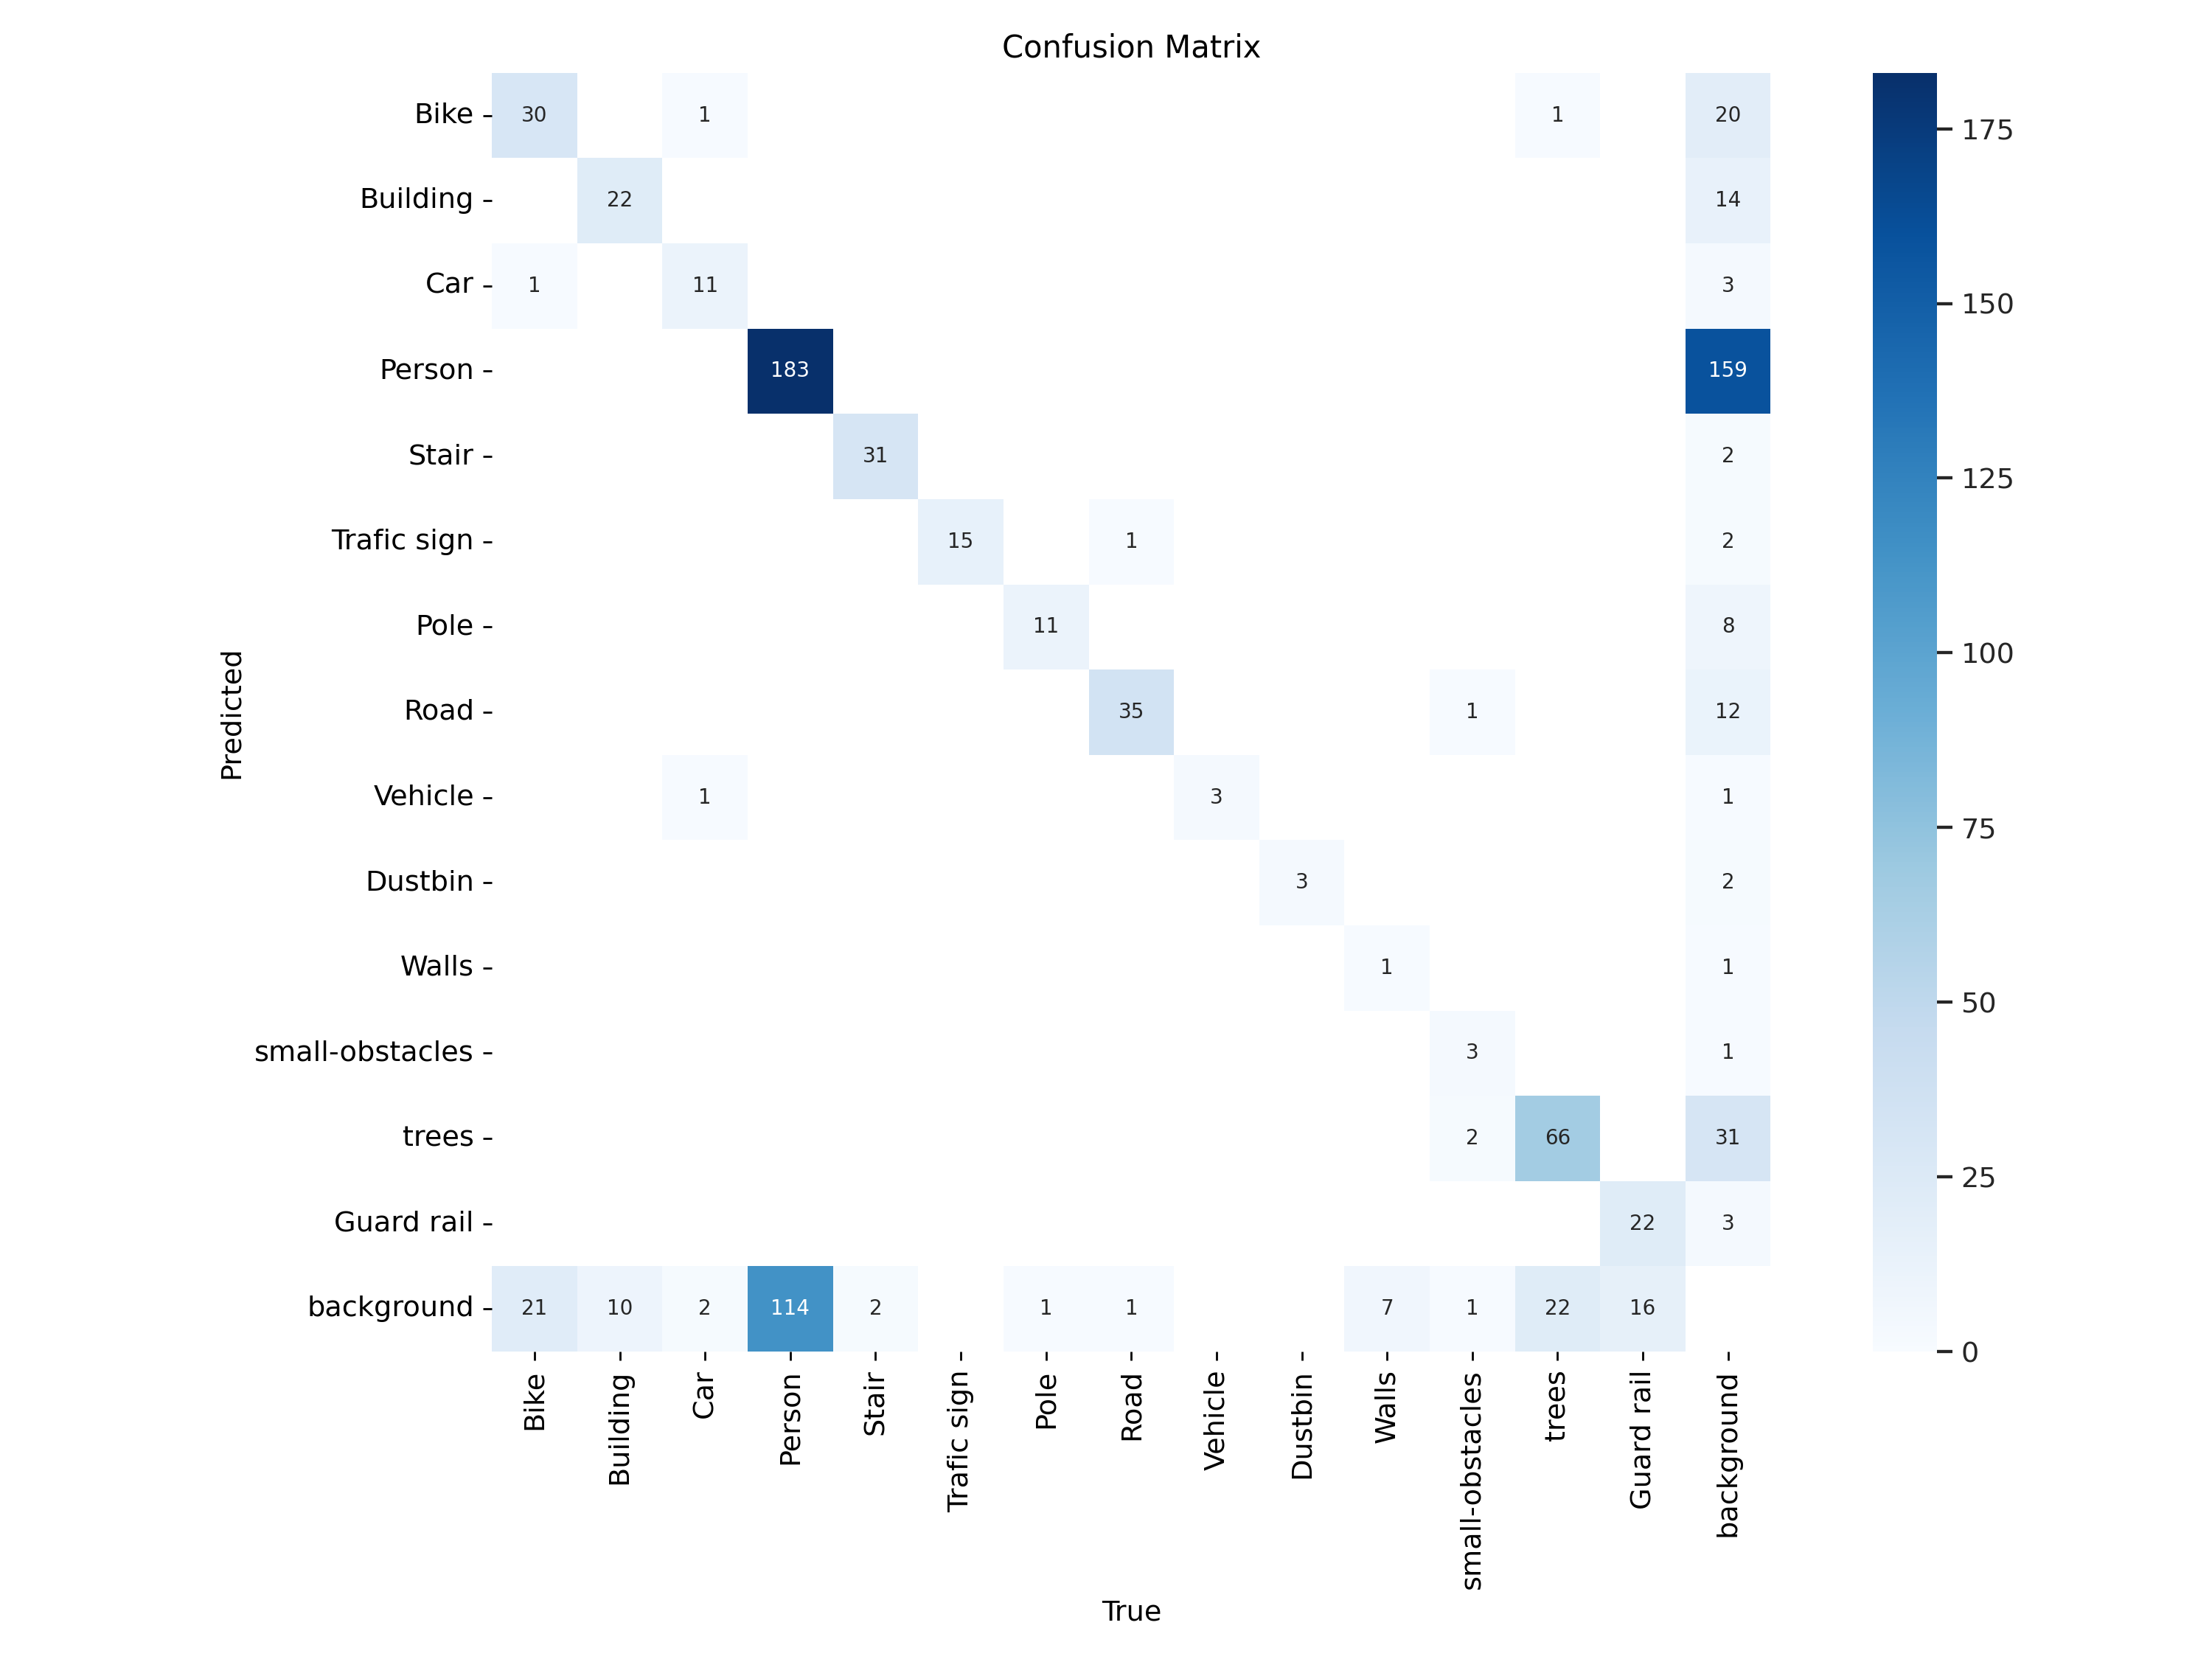 Confusion Matrix
Bike 30 1 1 20 175
Building 22 14
Car 1 11 3 150
Person 183 159
Stair 31 2 125
Trafic sign 15 1 2
Pole 11 8 100
Road 35 1 12
Vehicle 1 3 1 75
Dustbin 3 2
Walls 1 1 50
small-obstacles 3 1
trees 2 66 31 25
Guard rail 22 3
background 21 10 2 114 2 1 1 7 1 22 16 0
Predicted
Bike Building Car Person Stair Trafic sign Pole Road Vehicle Dustbin Walls small-obstacles trees Guard rail background
True